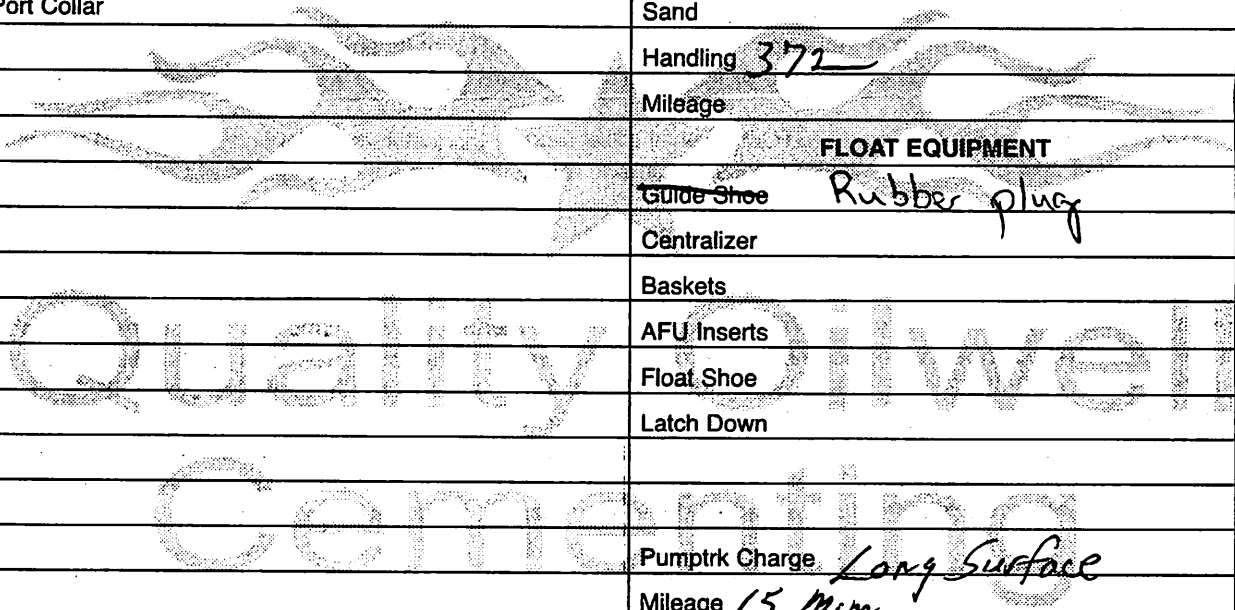 Port Collar
Sand
Handling 372
Mileage
FLOAT EQUIPMENT
Guide Shoe Rubber plug
Centralizer
Baskets
AFU Inserts
Float Shoe
Latch Down
Quality Oilwell
Cementing
Pumptrk Charge Long Surface
Mileage 15